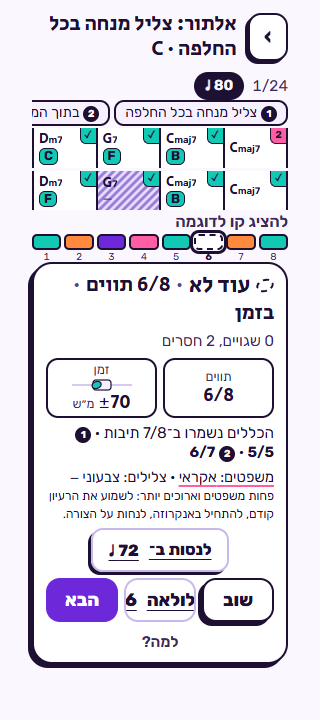 אלתור: צליל מנחה בכל
החלפה · C
1/24 ♩ 80
1 צליל מנחה בכל החלפה 2 בתוך המ
Dm7 ✓ G7 ✓ Cmaj7 ✓ Cmaj7 2
C F B
Dm7 ✓ G7 ✓ Cmaj7 ✓ Cmaj7 ✓
F – B
להציג קו לדוגמה
1 2 3 4 5 6 7 8
עוד לא • 6/8 תווים •
בזמן
0 שגויים, 2 חסרים
תווים
6/8
זמן
±70 מ״ש
הכללים נשמרו ב־7/8 תיבות • 1
6/7 2 • 5/5
משפטים: אקראי • צלילים: צבעוני –
פחות משפטים וארוכים יותר: לשמוע את הרעיון
קודם, להתחיל באנקרוזה, לנחות על הצורה.
לנסות ב־ 72 ♩
שוב
לולאה 6
הבא
למה?